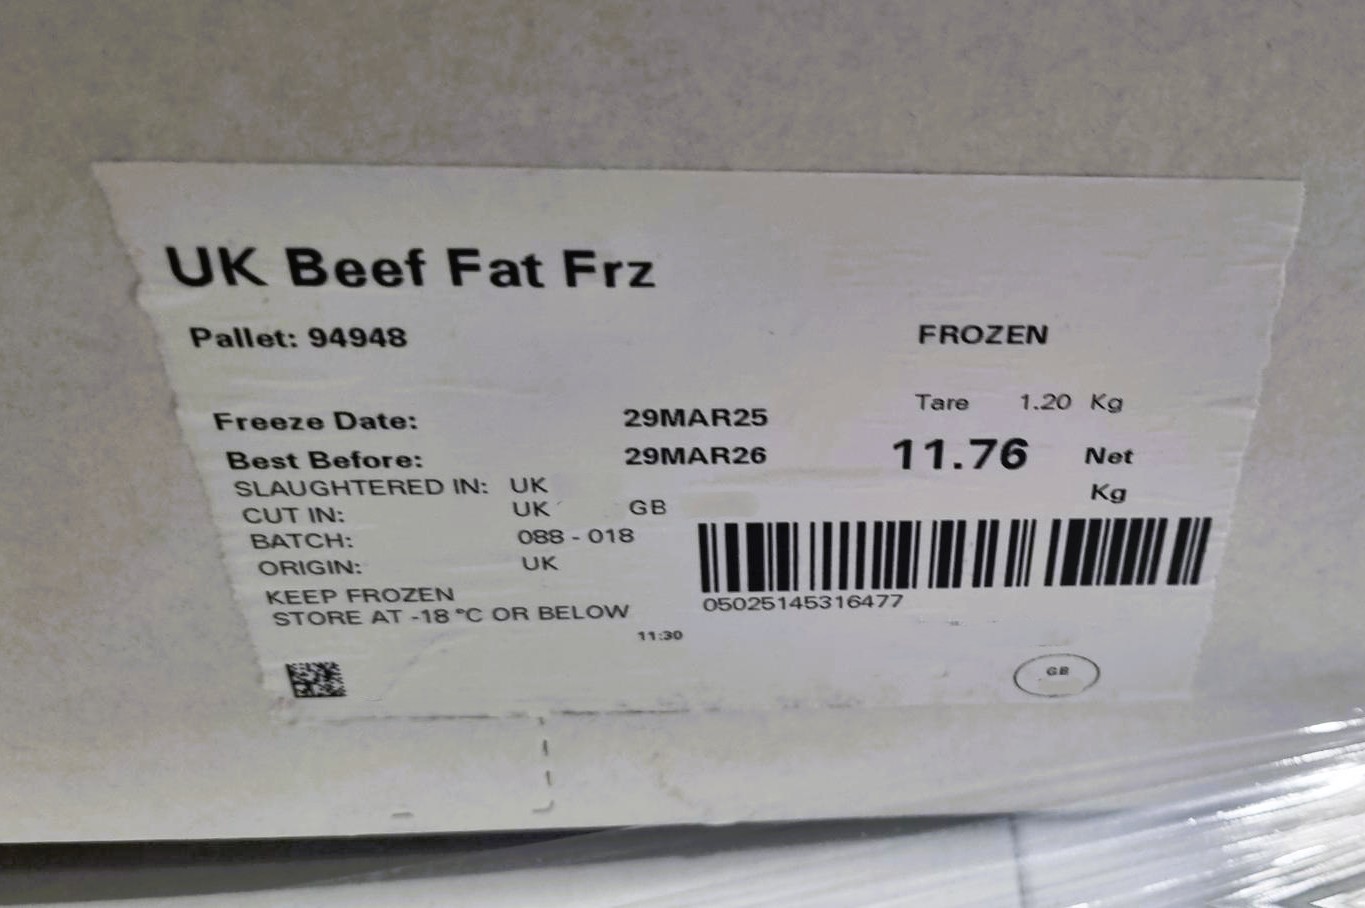 UK Beef Fat Frz
Pallet: 94948
FROZEN
Tare 1.20 Kg
Freeze Date: 29MAR25
11.76 Net Kg
Best Before: 29MAR26
SLAUGHTERED IN: UK
CUT IN: UK GB
BATCH: 088 - 018
ORIGIN: UK
KEEP FROZEN
STORE AT -18 °C OR BELOW
11:30
05025145316477
GB